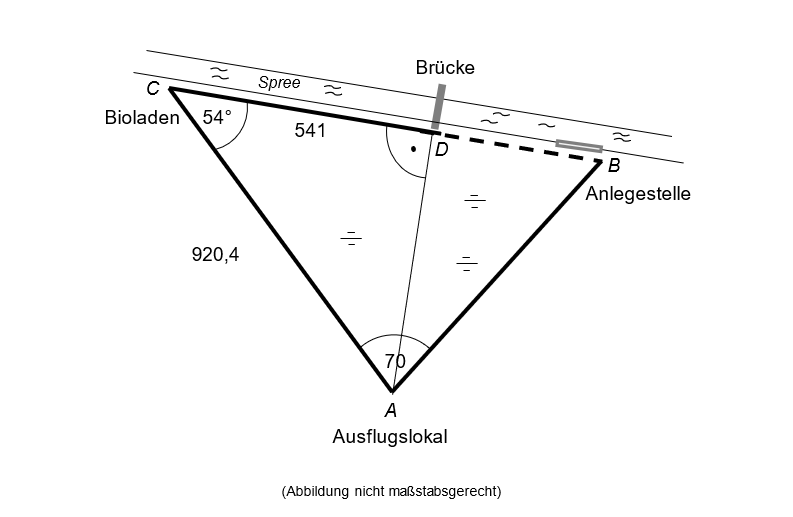 Brücke
Spree
C
Bioladen
54°
541
D
B
Anlegestelle
920,4
70
A
Ausflugslokal
(Abbildung nicht maßstabsgerecht)